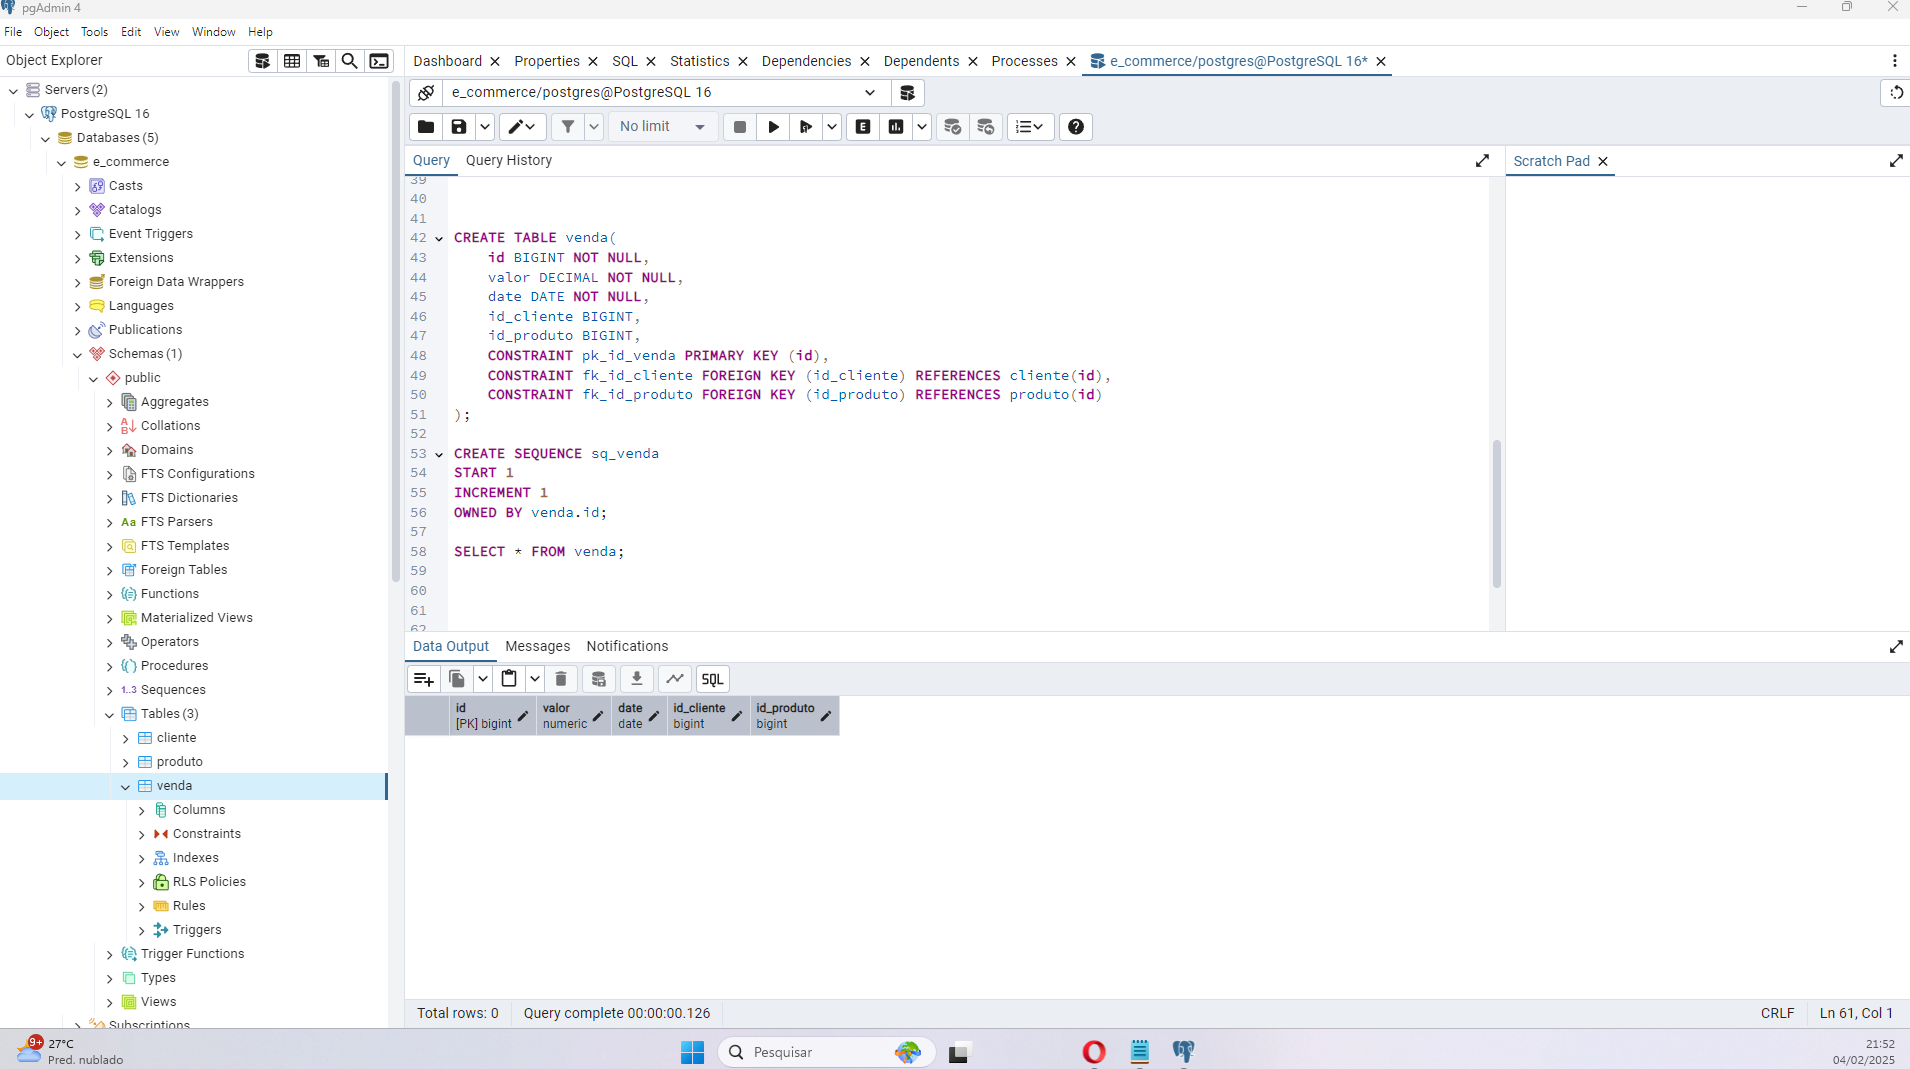 pgAdmin 4
File Object Tools Edit View Window Help
Object Explorer
Dashboard Properties SQL Statistics Dependencies Dependents Processes e_commerce/postgres@PostgreSQL 16*
Servers (2)
PostgreSQL 16
Databases (5)
e_commerce
Casts
Catalogs
Event Triggers
Extensions
Foreign Data Wrappers
Languages
Publications
Schemas (1)
public
Aggregates
Collations
Domains
FTS Configurations
FTS Dictionaries
Aa FTS Parsers
FTS Templates
Foreign Tables
Functions
Materialized Views
Operators
Procedures
1..3 Sequences
Tables (3)
cliente
produto
venda
Columns
Constraints
Indexes
RLS Policies
Rules
Triggers
Trigger Functions
Types
Views
Subscriptions
e_commerce/postgres@PostgreSQL 16
No limit
E
Query Query History
Scratch Pad
39
40
41
42 CREATE TABLE venda(
43 id BIGINT NOT NULL,
44 valor DECIMAL NOT NULL,
45 date DATE NOT NULL,
46 id_cliente BIGINT,
47 id_produto BIGINT,
48 CONSTRAINT pk_id_venda PRIMARY KEY (id),
49 CONSTRAINT fk_id_cliente FOREIGN KEY (id_cliente) REFERENCES cliente(id),
50 CONSTRAINT fk_id_produto FOREIGN KEY (id_produto) REFERENCES produto(id)
51 );
52
53 CREATE SEQUENCE sq_venda
54 START 1
55 INCREMENT 1
56 OWNED BY venda.id;
57
58 SELECT * FROM venda;
59
60
61
62
Data Output Messages Notifications
SQL
id valor date id_cliente id_produto
[PK] bigint numeric date bigint bigint
Total rows: 0 Query complete 00:00:00.126 CRLF Ln 61, Col 1
9+ 27°C
Pred. nublado
Pesquisar
21:52
04/02/2025